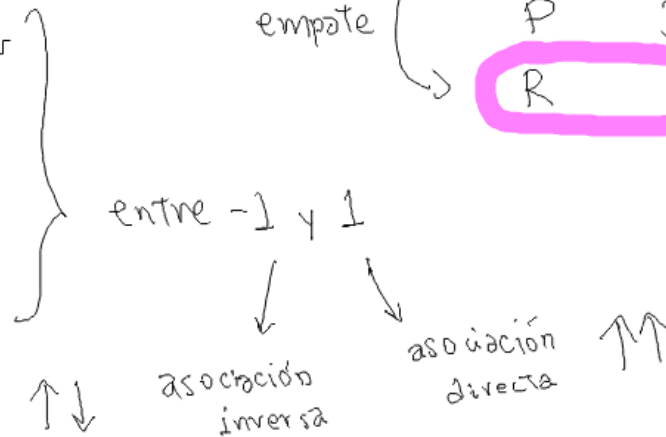 empate
P
R
entre -1 y 1
asociación
inversa
asociación
directa